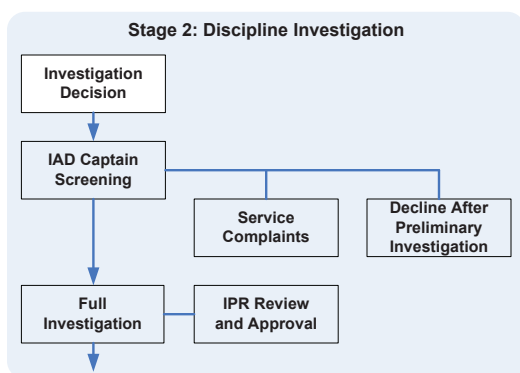 Stage 2: Discipline Investigation
Investigation
Decision
IAD Captain
Screening
Service
Complaints
Decline After
Preliminary
Investigation
Full
Investigation
IPR Review
and Approval